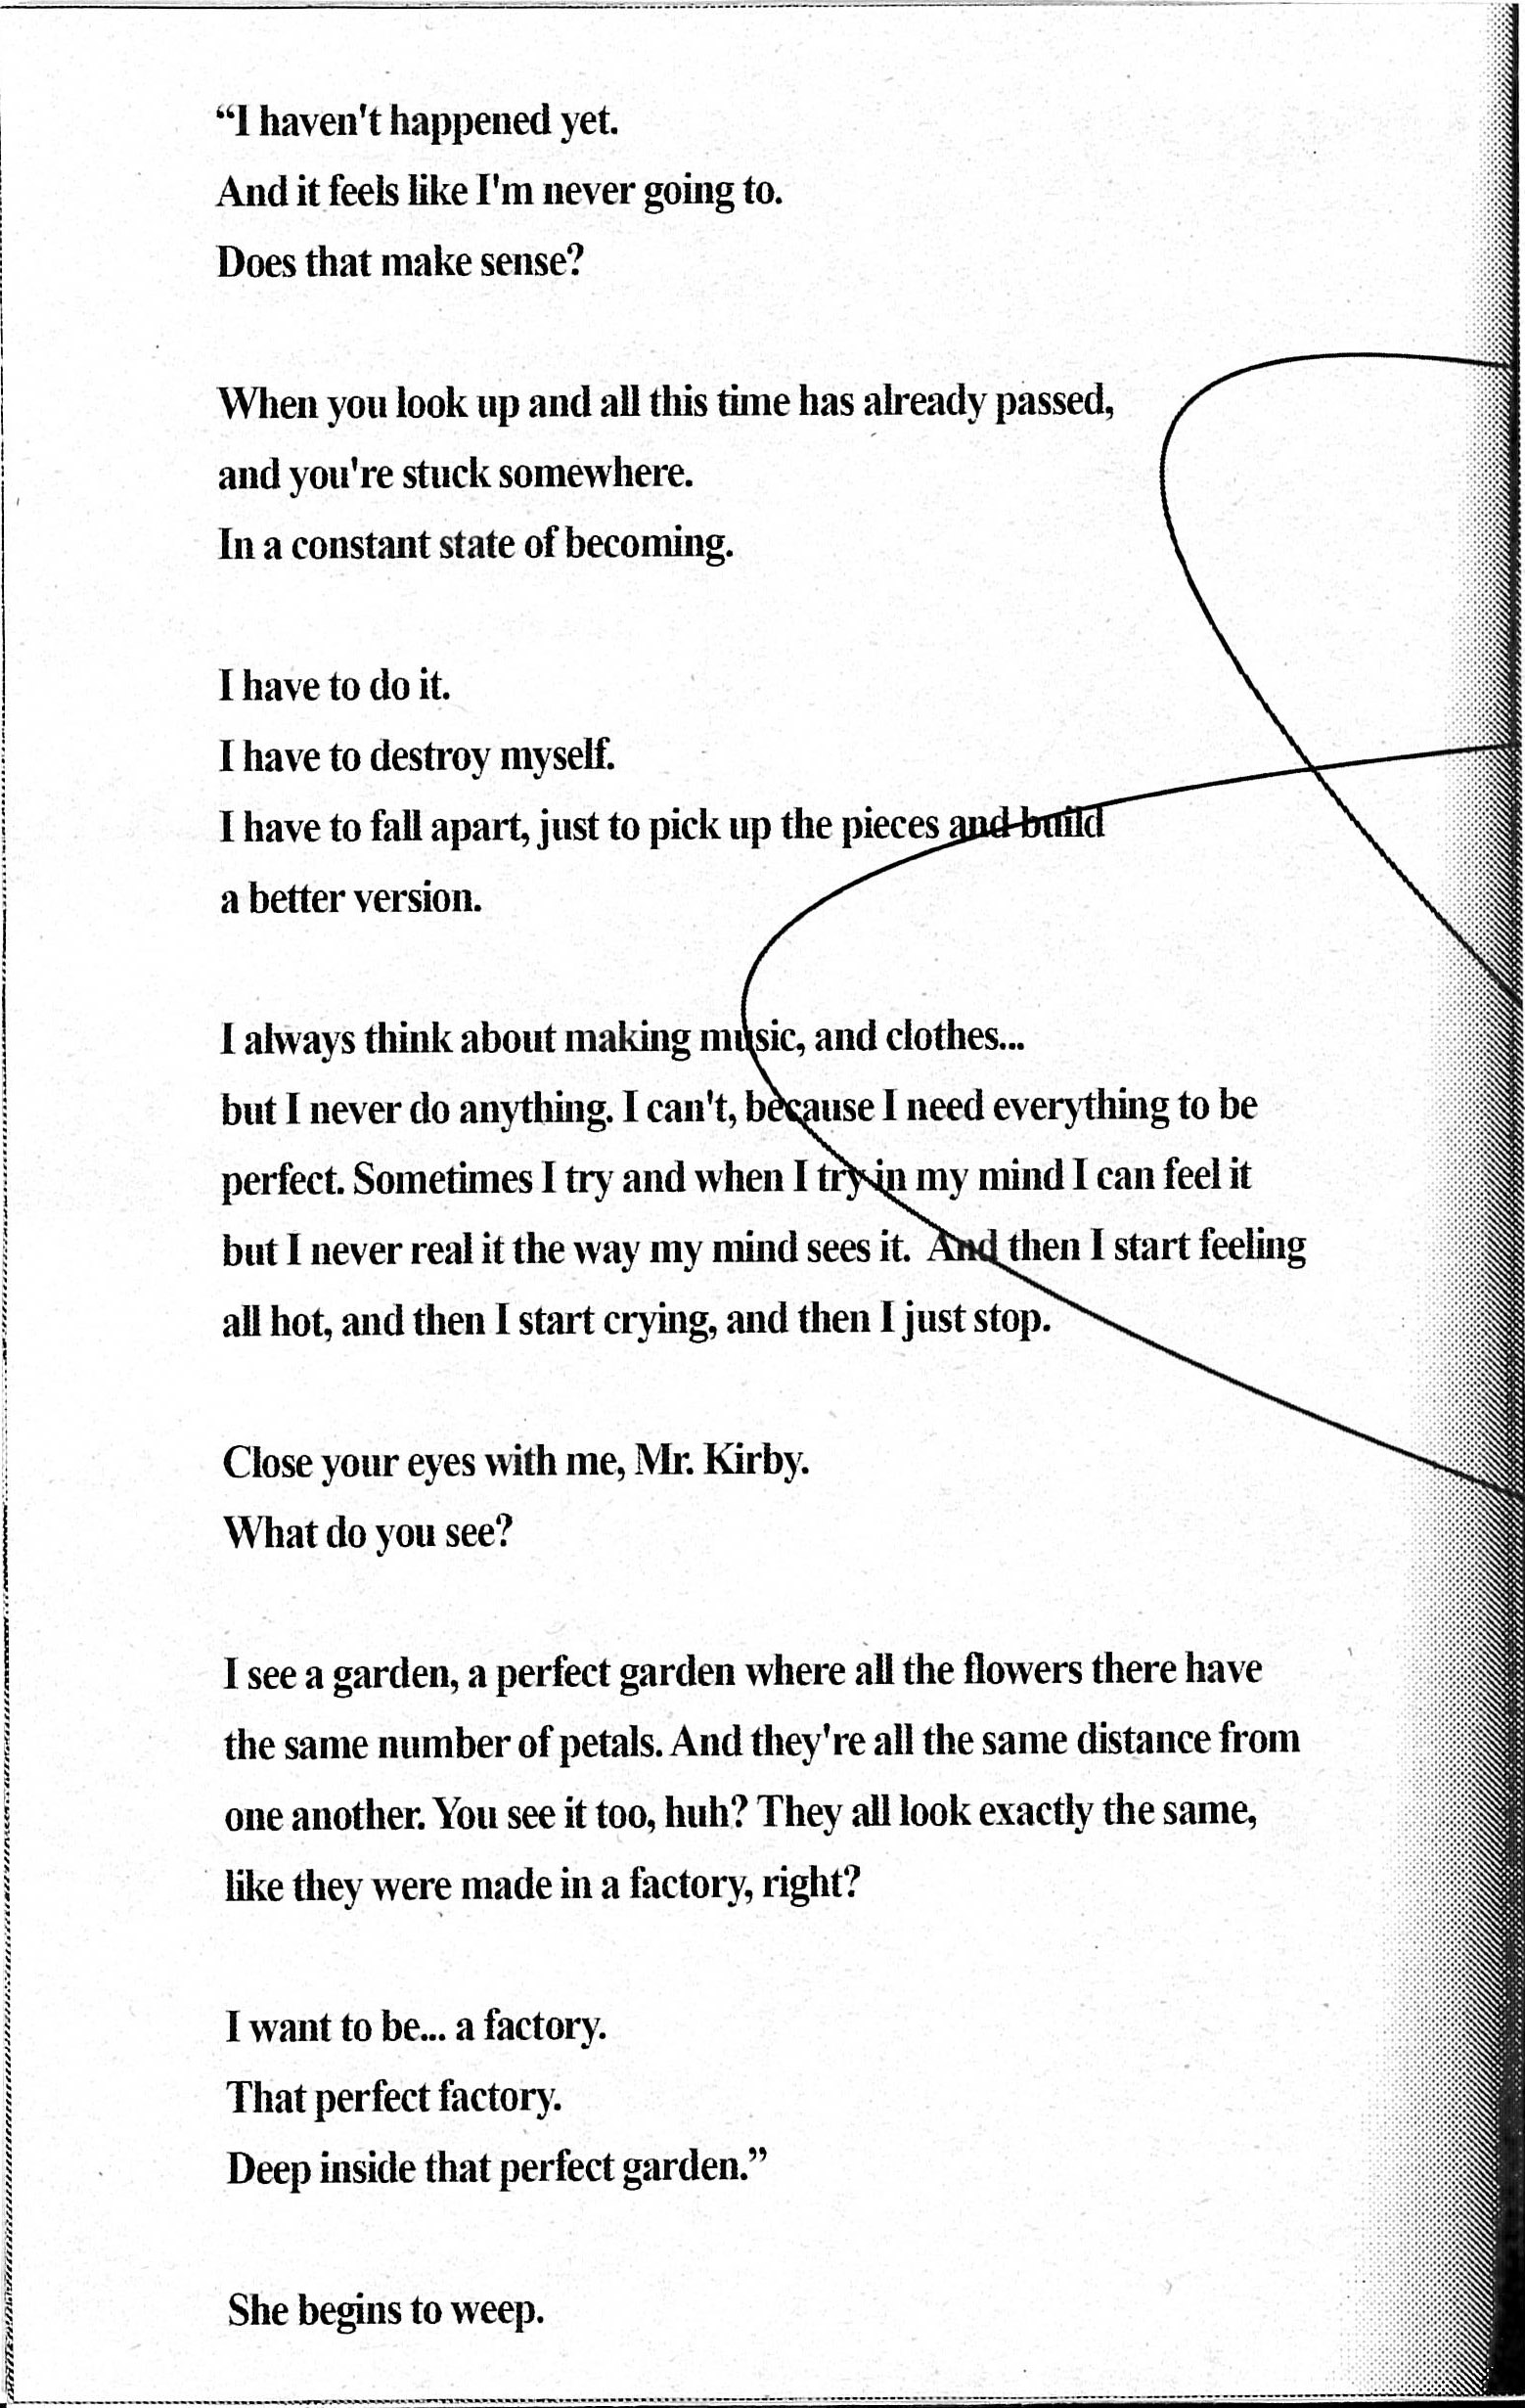 “I haven't happened yet.
And it feels like I'm never going to.
Does that make sense?
When you look up and all this time has already passed,
and you're stuck somewhere.
In a constant state of becoming.
I have to do it.
I have to destroy myself.
I have to fall apart, just to pick up the pieces and build
a better version.
I always think about making music, and clothes...
but I never do anything. I can't, because I need everything to be
perfect. Sometimes I try and when I try in my mind I can feel it
but I never real it the way my mind sees it. And then I start feeling
all hot, and then I start crying, and then I just stop.
Close your eyes with me, Mr. Kirby.
What do you see?
I see a garden, a perfect garden where all the flowers there have
the same number of petals. And they're all the same distance from
one another. You see it too, huh? They all look exactly the same,
like they were made in a factory, right?
I want to be... a factory.
That perfect factory.
Deep inside that perfect garden.”
She begins to weep.